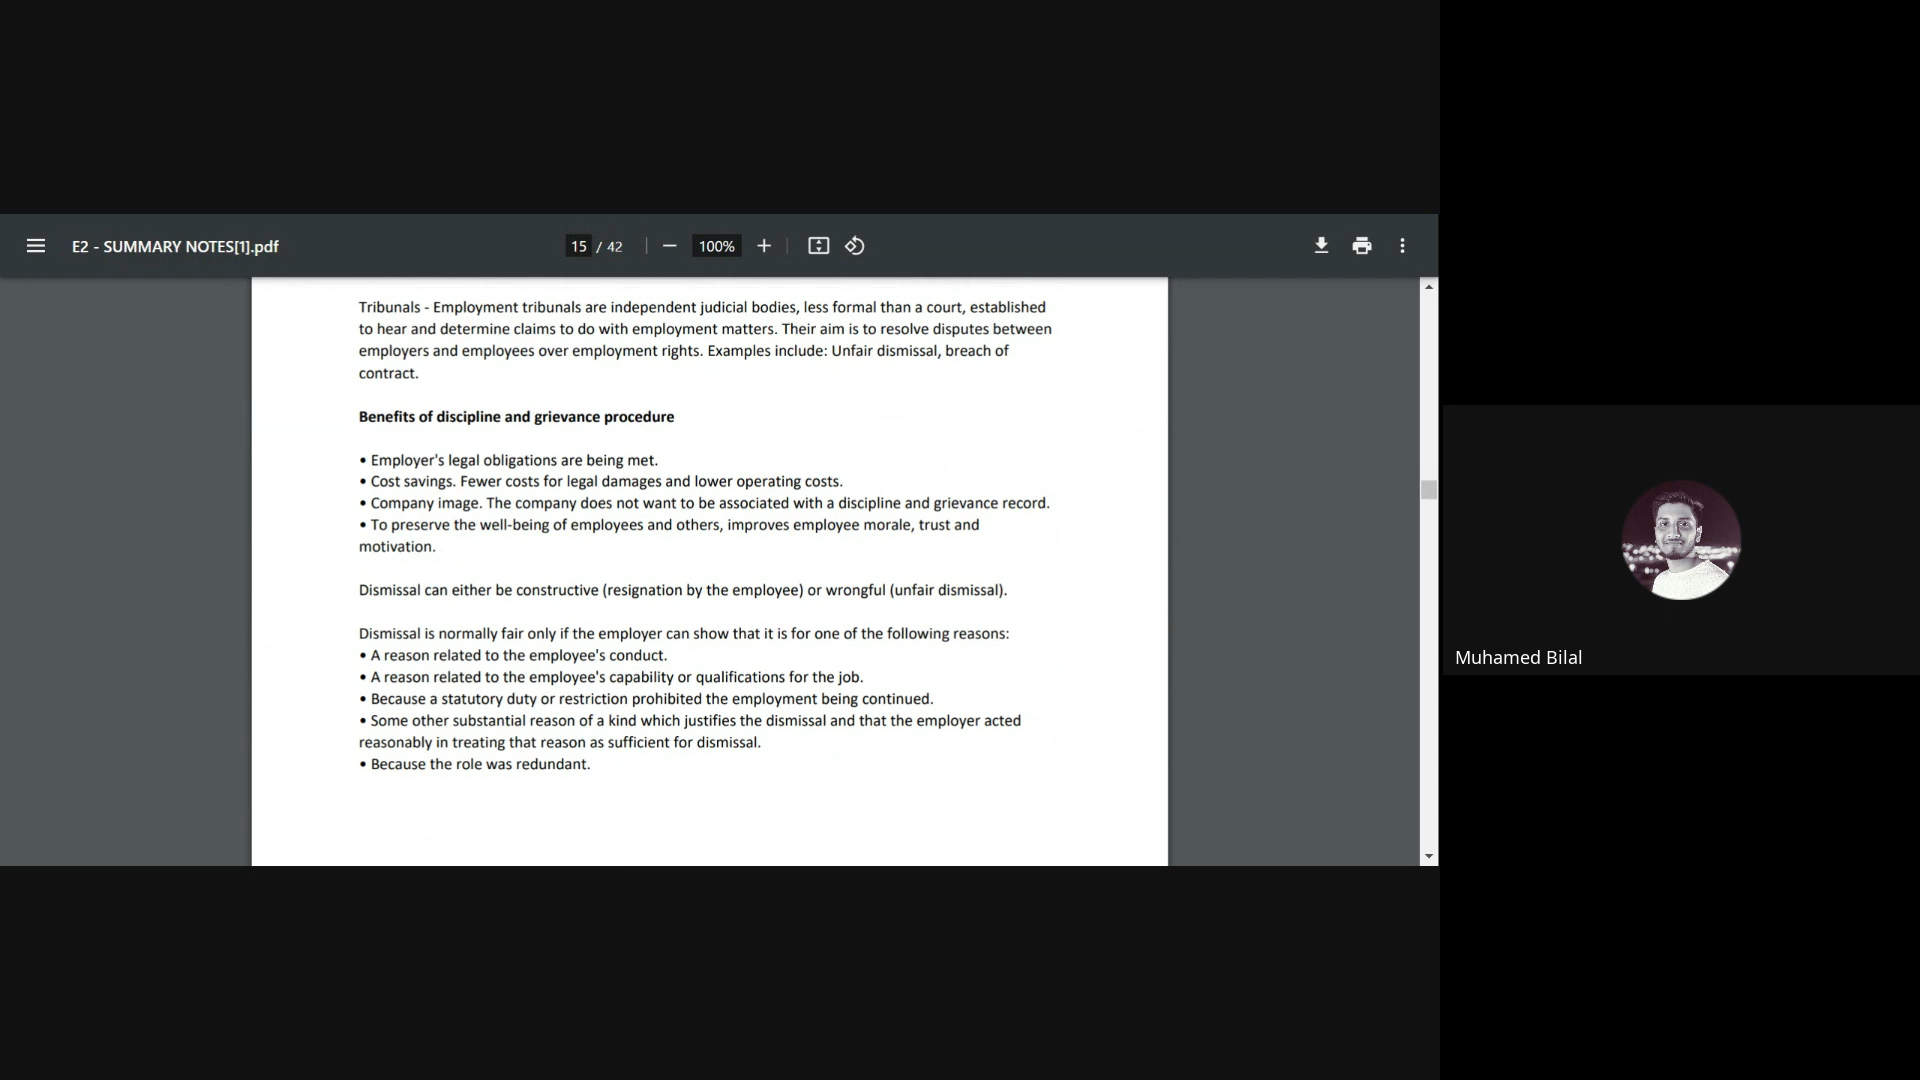 E2 - SUMMARY NOTES[1].pdf
15 / 42
100%
Tribunals - Employment tribunals are independent judicial bodies, less formal than a court, established
to hear and determine claims to do with employment matters. Their aim is to resolve disputes between
employers and employees over employment rights. Examples include: Unfair dismissal, breach of
contract.
Benefits of discipline and grievance procedure
• Employer's legal obligations are being met.
• Cost savings. Fewer costs for legal damages and lower operating costs.
• Company image. The company does not want to be associated with a discipline and grievance record.
• To preserve the well-being of employees and others, improves employee morale, trust and
motivation.
Dismissal can either be constructive (resignation by the employee) or wrongful (unfair dismissal).
Dismissal is normally fair only if the employer can show that it is for one of the following reasons:
• A reason related to the employee's conduct.
• A reason related to the employee's capability or qualifications for the job.
• Because a statutory duty or restriction prohibited the employment being continued.
• Some other substantial reason of a kind which justifies the dismissal and that the employer acted
reasonably in treating that reason as sufficient for dismissal.
• Because the role was redundant.
Muhamed Bilal